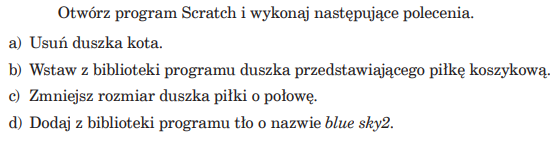 Otwórz program Scratch i wykonaj następujące polecenia.
a) Usuń duszka kota.
b) Wstaw z biblioteki programu duszka przedstawiającego piłkę koszykową.
c) Zmniejsz rozmiar duszka piłki o połowę.
d) Dodaj z biblioteki programu tło o nazwie blue sky2.